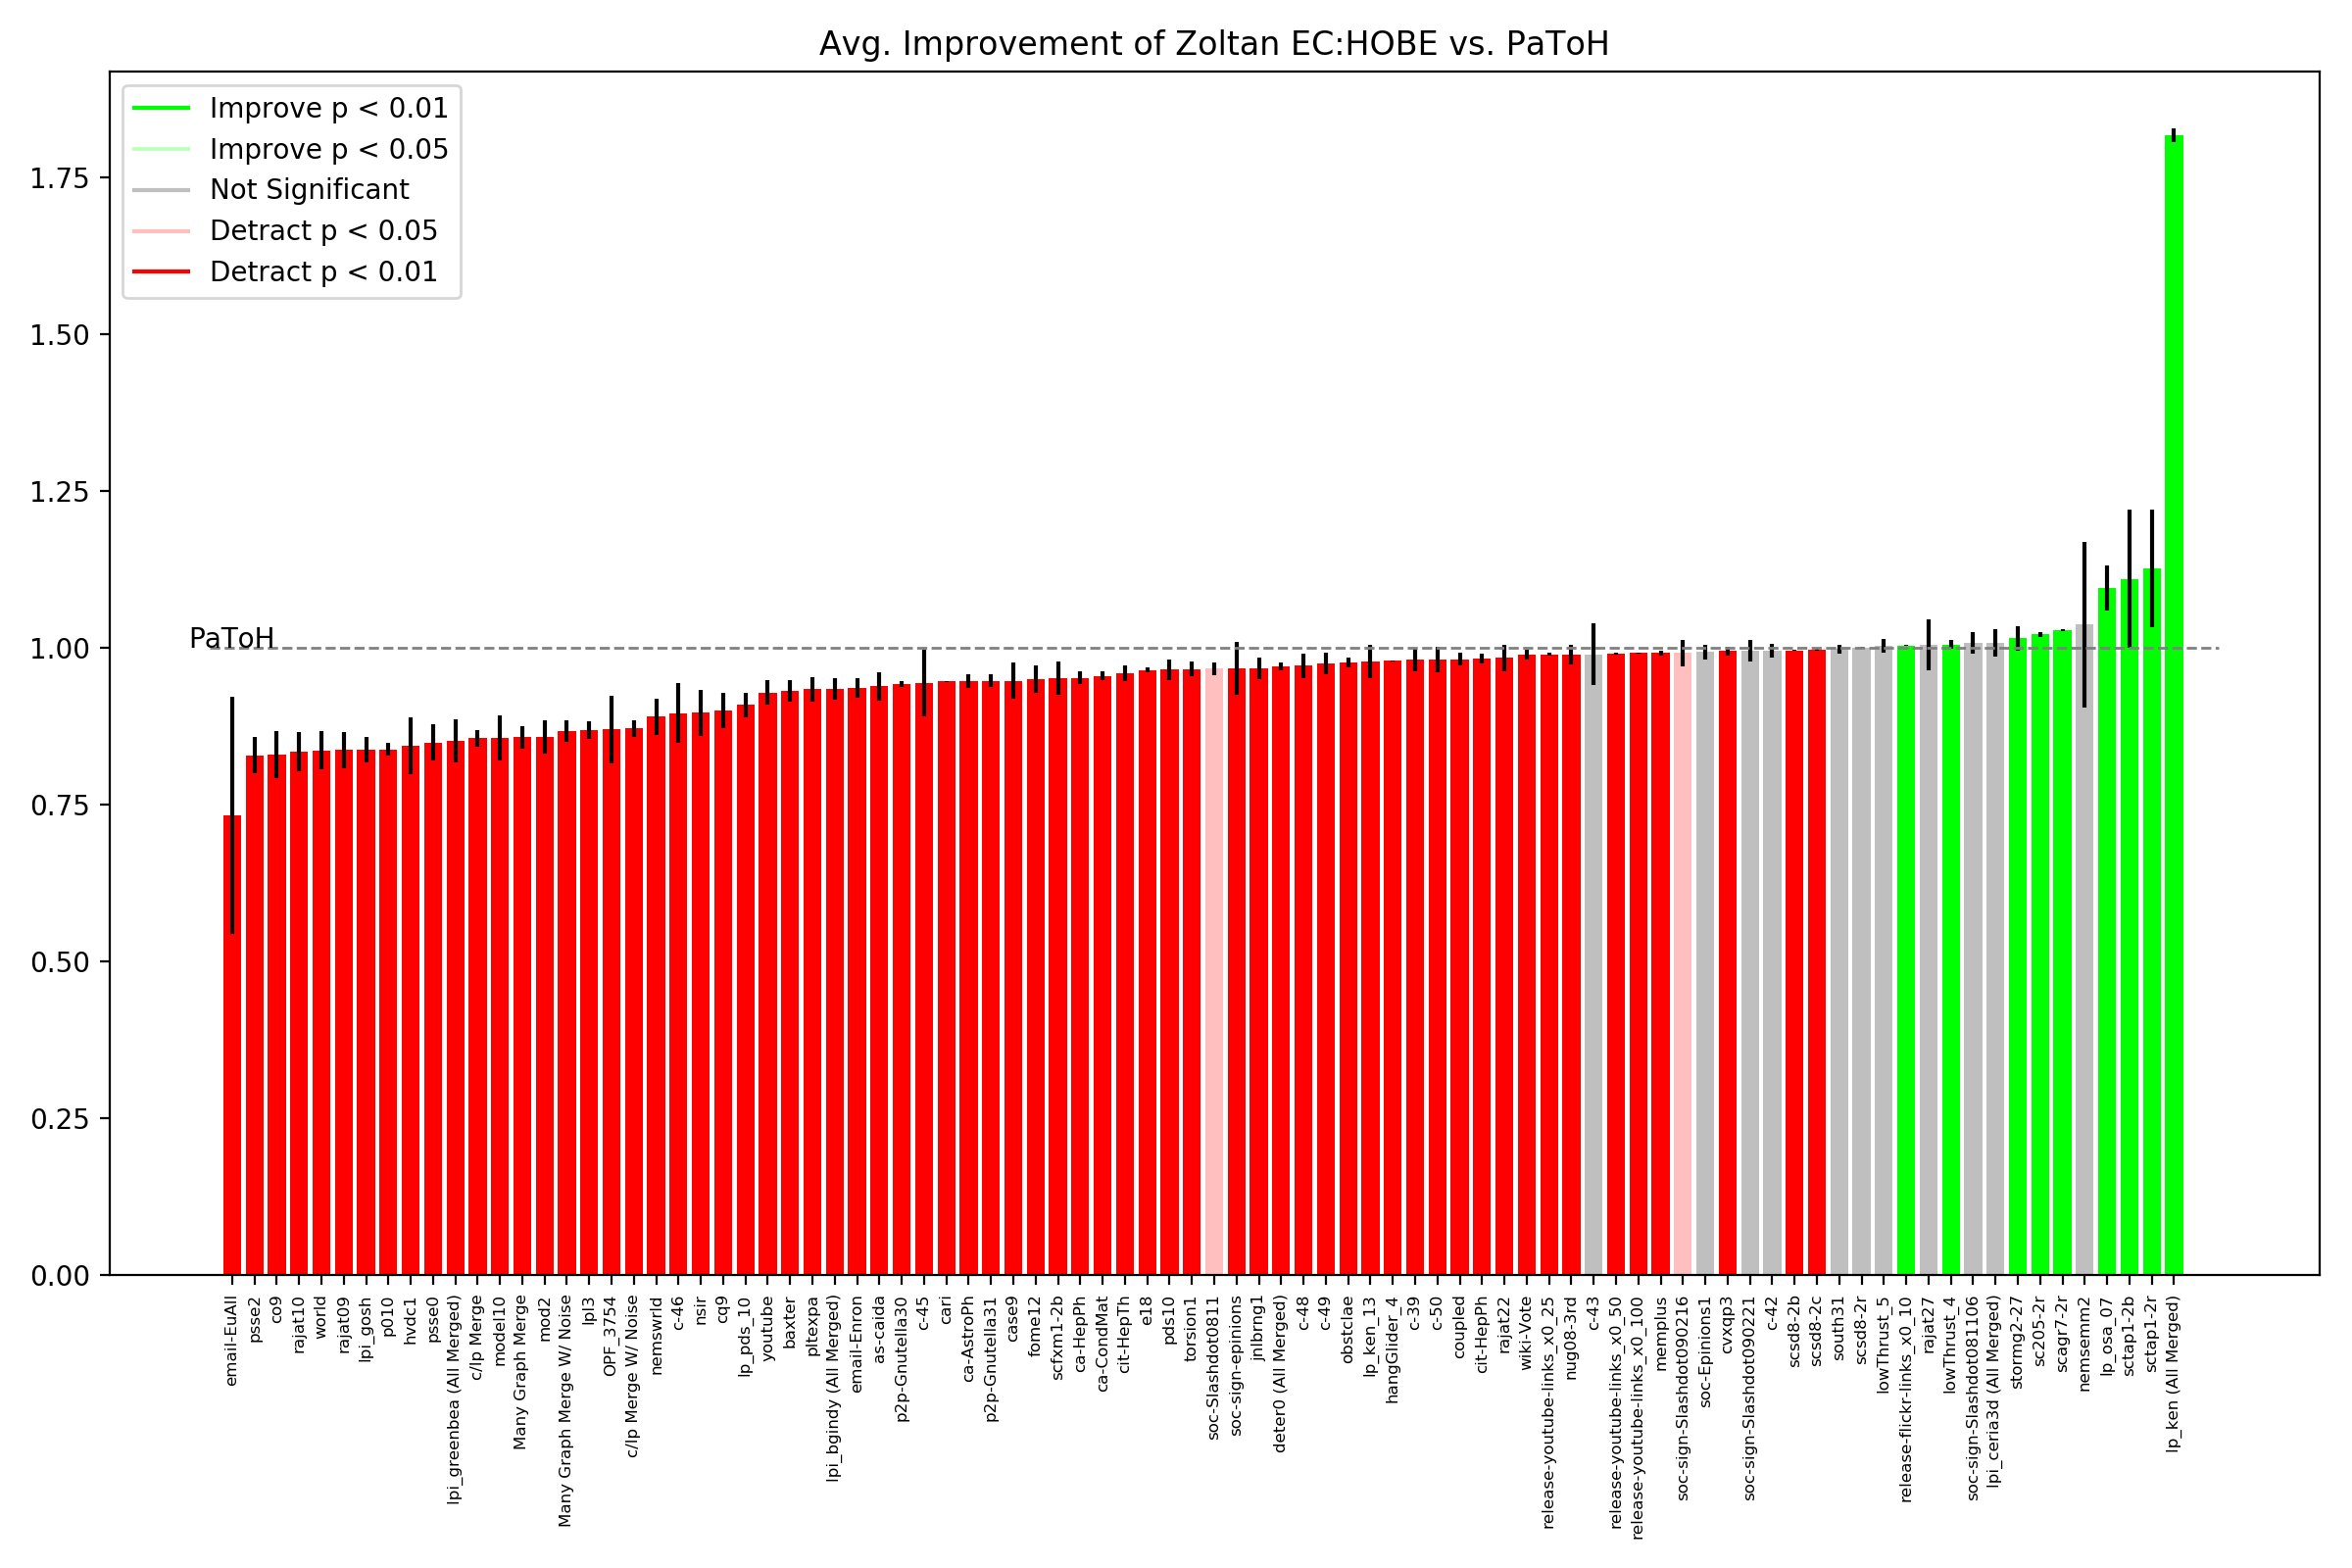 Avg. Improvement of Zoltan EC:HOBE vs. PaToH
Improve p < 0.01
Improve p < 0.05
Not Significant
Detract p < 0.05
Detract p < 0.01
1.75
1.50
1.25
1.00
0.75
0.50
0.25
0.00
PaToH
email-EuAll
psse2
co9
rajat10
world
rajat09
lpi_gosh
p010
hvdc1
psse0
lpi_greenbea (All Merged)
c/lp Merge
model10
Many Graph Merge
mod2
Many Graph Merge W/ Noise
lpl3
OPF_3754
c/lp Merge W/ Noise
nemswrld
c-46
nsir
cq9
lp_pds_10
youtube
baxter
pltexpa
lpi_bgindy (All Merged)
email-Enron
as-caida
p2p-Gnutella30
c-45
cari
ca-AstroPh
p2p-Gnutella31
case9
fome12
scfxm1-2b
ca-HepPh
ca-CondMat
cit-HepTh
e18
pds10
torsion1
soc-Slashdot0811
soc-sign-epinions
jnlbrng1
deter0 (All Merged)
c-48
c-49
obstclae
lp_ken_13
hangGlider_4
c-39
c-50
coupled
cit-HepPh
rajat22
wiki-Vote
release-youtube-links_x0_25
nug08-3rd
c-43
release-youtube-links_x0_50
release-youtube-links_x0_100
memplus
soc-sign-Slashdot090216
soc-Epinions1
cvxqp3
soc-sign-Slashdot090221
c-42
scsd8-2b
scsd8-2c
south31
scsd8-2r
lowThrust_5
release-flickr-links_x0_10
rajat27
lowThrust_4
soc-sign-Slashdot081106
lpi_ceria3d (All Merged)
stormg2-27
sc205-2r
scagr7-2r
nemsemm2
lp_osa_07
sctap1-2b
sctap1-2r
lp_ken (All Merged)